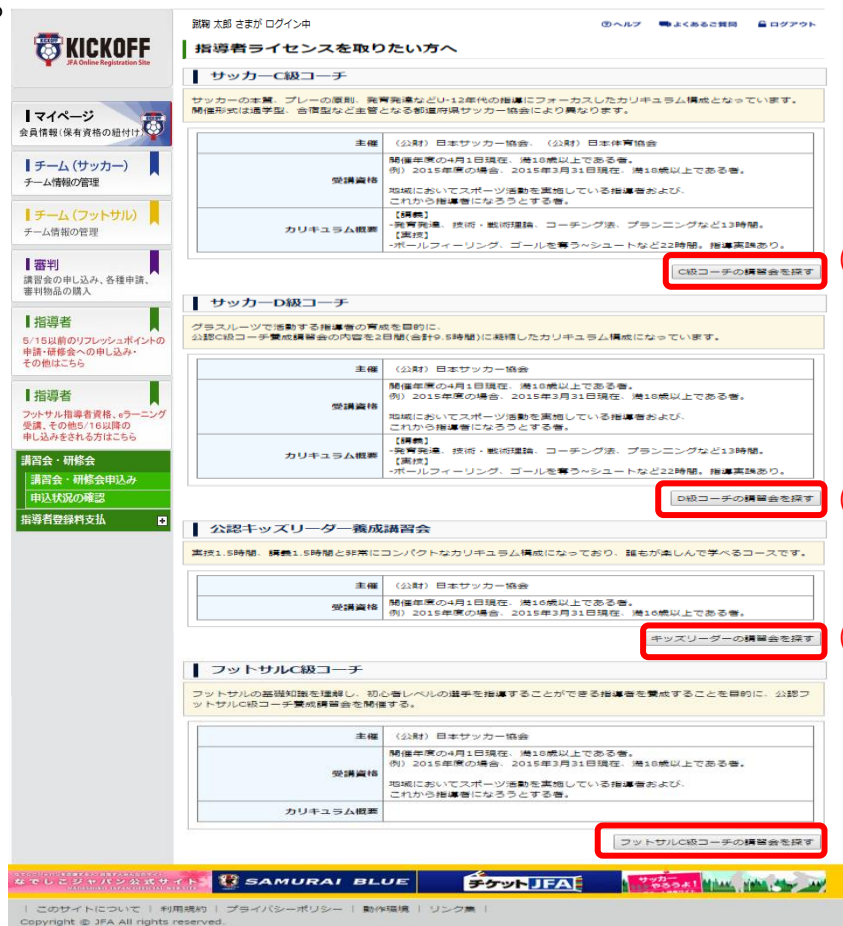 蹴鞠 太郎 さまが ログイン中
ヘルプ よくあるご質問 ログアウト
KICKOFF
JFA Online Registration Site
指導者ライセンスを取りたい方へ
マイページ
会員情報(保有資格の紐付け)
チーム (サッカー)
チーム情報の管理
チーム (フットサル)
チーム情報の管理
審判
講習会の申し込み、各種申請、
審判物品の購入
指導者
5/15以前のリフレッシュポイントの
申請・研修会への申し込み・
その他はこちら
指導者
フットサル指導者資格、eラーニング
受講、その他5/16以降の
申し込みをされる方はこちら
講習会・研修会
講習会・研修会申込み
申込状況の確認
指導者登録料支払
サッカーC級コーチ
サッカーの本質、プレーの原則、発育発達などU-12年代の指導にフォーカスしたカリキュラム構成となっています。
開催形式は通学型、合宿型など主管となる都道府県サッカー協会により異なります。
主催 (公財) 日本サッカー協会、(公財) 日本体育協会
受講資格 開催年度の4月1日現在、満18歳以上である者。
例) 2015年度の場合、2015年3月31日現在、満18歳以上である者。
地域においてスポーツ活動を実施している指導者および、
これから指導者になろうとする者。
カリキュラム概要 【講義】
-発育発達、技術・戦術理論、コーチング法、プランニングなど13時間。
【実技】
-ボールフィーリング、ゴールを奪う~シュートなど22時間。指導実践あり。
C級コーチの講習会を探す
サッカーD級コーチ
グラスルーツで活動する指導者の育成を目的に、
公認C級コーチ養成講習会の内容を2日間(合計9.5時間)に凝縮したカリキュラム構成になっています。
主催 (公財) 日本サッカー協会
受講資格 開催年度の4月1日現在、満18歳以上である者。
例) 2015年度の場合、2015年3月31日現在、満18歳以上である者。
地域においてスポーツ活動を実施している指導者および、
これから指導者になろうとする者。
カリキュラム概要 【講義】
-発育発達、技術・戦術理論、コーチング法、プランニングなど13時間。
【実技】
-ボールフィーリング、ゴールを奪う~シュートなど22時間。指導実践あり。
D級コーチの講習会を探す
公認キッズリーダー養成講習会
実技1.5時間、講義1.5時間と非常にコンパクトなカリキュラム構成になっており、誰もが楽しんで学べるコースです。
主催 (公財) 日本サッカー協会
受講資格 開催年度の4月1日現在、満16歳以上である者。
例) 2015年度の場合、2015年3月31日現在、満16歳以上である者。
キッズリーダーの講習会を探す
フットサルC級コーチ
フットサルの基礎知識を理解し、初心者レベルの選手を指導することができる指導者を養成することを目的に、公認フ
ットサルC級コーチ養成講習会を開催する。
主催 (公財) 日本サッカー協会
受講資格 開催年度の4月1日現在、満18歳以上である者。
例) 2015年度の場合、2015年3月31日現在、満18歳以上である者。
地域においてスポーツ活動を実施している指導者および、
これから指導者になろうとする者。
カリキュラム概要
フットサルC級コーチの講習会を探す
なでしこジャパン公式サイト
SAMURAI BLUE
チケットJFA
サッカーやろうよ!
| このサイトについて | 利用規約 | プライバシーポリシー | 動作環境 | リンク集 |
Copyright © JFA All rights reserved.